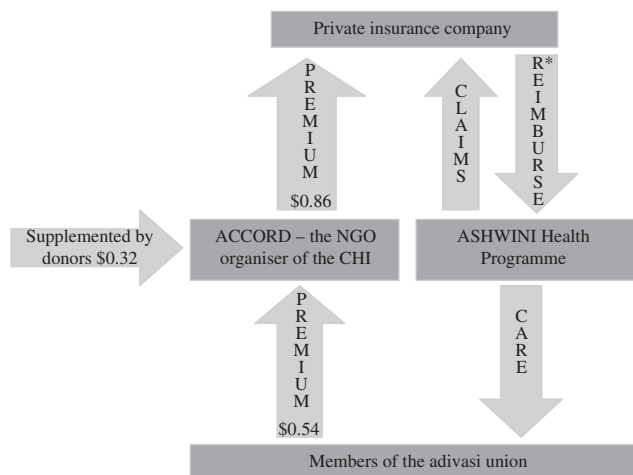 Private insurance company
PREMIUM
$0.86
CLAIMS
REIMBURSE*
Supplemented by
donors $0.32
ACCORD – the NGO
organiser of the CHI
ASHWINI Health
Programme
PREMIUM
$0.54
CARE
Members of the adivasi union